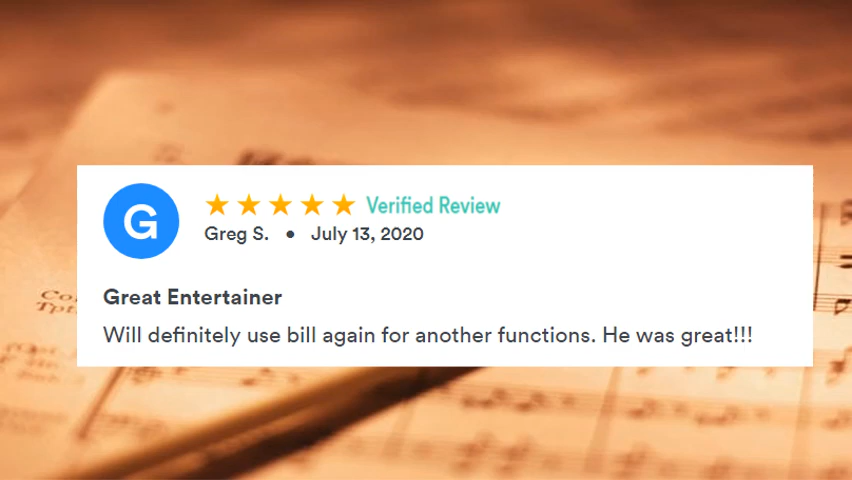 G
★★★★★ Verified Review
Greg S. • July 13, 2020
Great Entertainer
Will definitely use bill again for another functions. He was great!!!